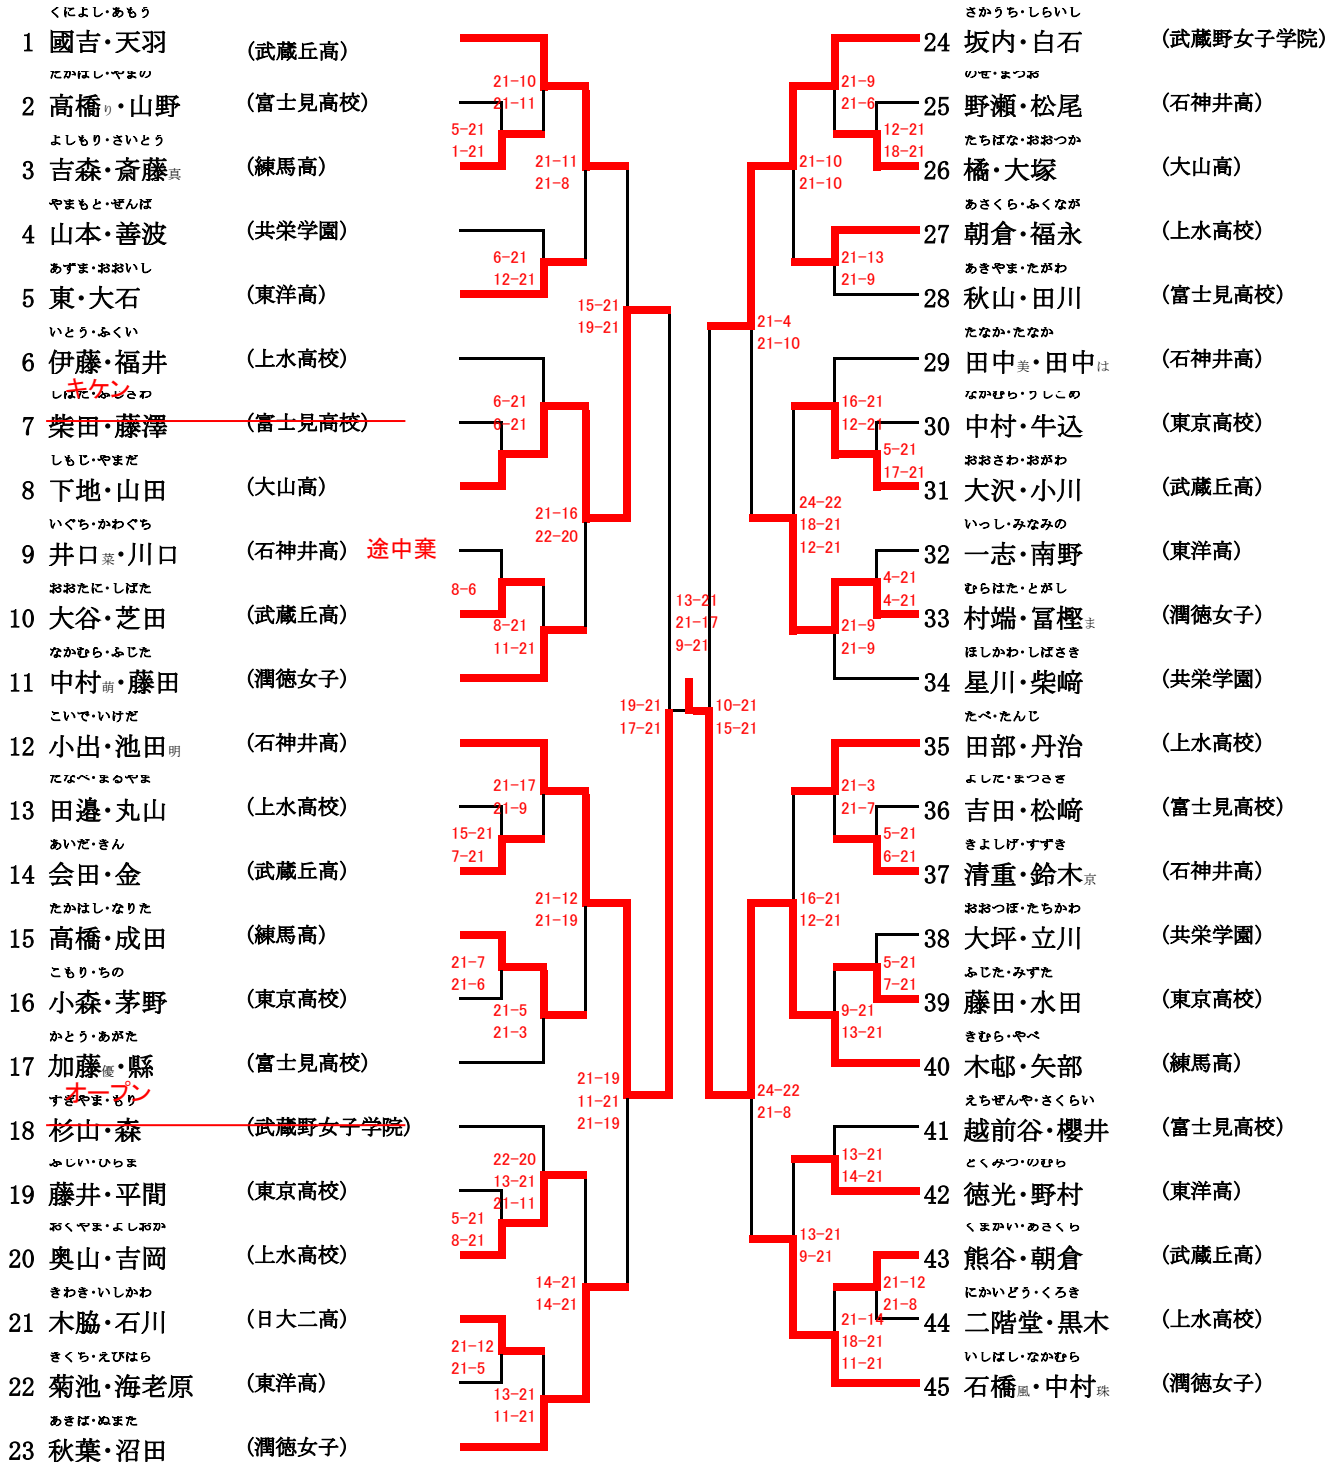 くによし・あもう
1 國吉・天羽 (武蔵丘高)
たかはし・やまの
2 高橋り・山野 (富士見高校)
よしもり・さいとう
3 吉森・斎藤真 (練馬高)
やまもと・ぜんば
4 山本・善波 (共栄学園)
あずま・おおいし
5 東・大石 (東洋高)
いとう・ふくい
6 伊藤・福井 (上水高校)
キケン
しばた・ふじさわ
7 柴田・藤澤 (富士見高校)
しもじ・やまだ
8 下地・山田 (大山高)
いぐち・かわぐち
9 井口菜・川口 (石神井高) 途中棄
おおたに・しばた
10 大谷・芝田 (武蔵丘高)
なかむら・ふじた
11 中村萌・藤田 (潤徳女子)
こいで・いけだ
12 小出・池田明 (石神井高)
たなべ・まるやま
13 田邉・丸山 (上水高校)
あいだ・きん
14 会田・金 (武蔵丘高)
たかはし・なりた
15 高橋・成田 (練馬高)
こもり・ちの
16 小森・茅野 (東京高校)
かとう・あがた
17 加藤優・縣 (富士見高校)
オープン
すぎやま・もり
18 杉山・森 (武蔵野女子学院)
ふじい・ひらま
19 藤井・平間 (東京高校)
おくやま・よしおか
20 奥山・吉岡 (上水高校)
きわき・いしかわ
21 木脇・石川 (日大二高)
きくち・えびはら
22 菊池・海老原 (東洋高)
あきば・ぬまた
23 秋葉・沼田 (潤徳女子)
21-10
21-11
5-21
1-21
21-11
21-8
6-21
12-21
15-21
19-21
6-21
6-21
21-16
22-20
8-6
8-21
11-21
19-21
17-21
21-17
21-9
15-21
7-21
21-12
21-19
21-7
21-6
21-5
21-3
21-19
11-21
21-19
22-20
13-21
21-11
5-21
8-21
14-21
14-21
21-12
21-5
13-21
11-21
13-21
21-17
9-21
21-9
21-6
12-21
18-21
21-10
21-10
21-13
21-9
21-4
21-10
16-21
12-21
5-21
17-21
24-22
18-21
12-21
4-21
4-21
21-9
21-9
10-21
15-21
21-3
21-7
5-21
6-21
16-21
12-21
5-21
7-21
9-21
13-21
24-22
21-8
13-21
14-21
13-21
9-21
21-12
21-8
21-14
18-21
11-21
さかうち・しらいし
24 坂内・白石 (武蔵野女子学院)
のせ・まつお
25 野瀬・松尾 (石神井高)
たちばな・おおつか
26 橘・大塚 (大山高)
あさくら・ふくなが
27 朝倉・福永 (上水高校)
あきやま・たがわ
28 秋山・田川 (富士見高校)
たなか・たなか
29 田中美・田中は (石神井高)
なかむら・うしこめ
30 中村・牛込 (東京高校)
おおさわ・おがわ
31 大沢・小川 (武蔵丘高)
いっし・みなみの
32 一志・南野 (東洋高)
むらはた・とがし
33 村端・冨樫ま (潤徳女子)
ほしかわ・しばさき
34 星川・柴﨑 (共栄学園)
たべ・たんじ
35 田部・丹治 (上水高校)
よしだ・まつざき
36 吉田・松﨑 (富士見高校)
きよしげ・すずき
37 清重・鈴木京 (石神井高)
おおつぼ・たちかわ
38 大坪・立川 (共栄学園)
ふじた・みずた
39 藤田・水田 (東京高校)
きむら・やべ
40 木邨・矢部 (練馬高)
えちぜんや・さくらい
41 越前谷・櫻井 (富士見高校)
とくみつ・のむら
42 徳光・野村 (東洋高)
くまがい・あさくら
43 熊谷・朝倉 (武蔵丘高)
にかいどう・くろき
44 二階堂・黒木 (上水高校)
いしばし・なかむら
45 石橋風・中村珠 (潤徳女子)